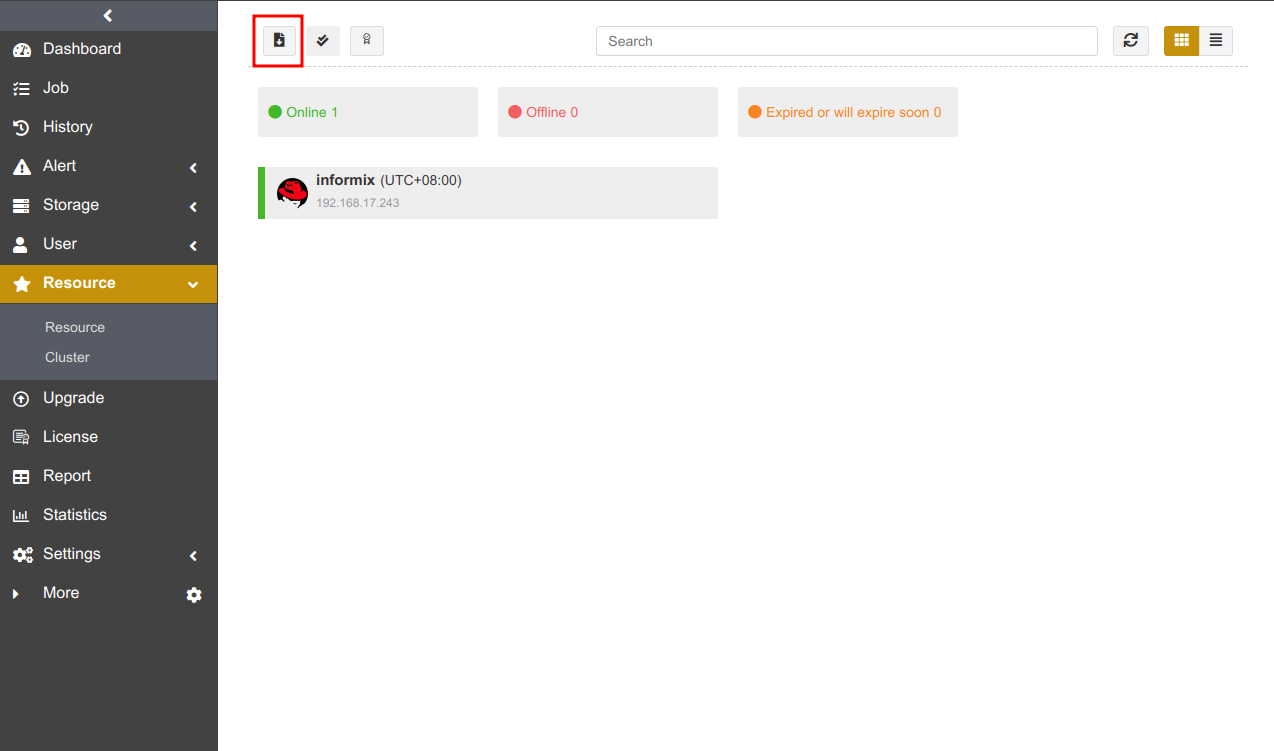 Dashboard
Job
History
Alert
Storage
User
Resource
Resource
Cluster
Upgrade
License
Report
Statistics
Settings
More
Search
Online 1
Offline 0
Expired or will expire soon 0
informix (UTC+08:00)
192.168.17.243